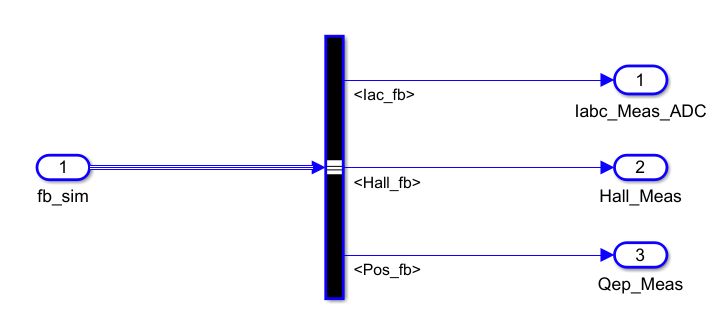 1
<Iac_fb>
Iabc_Meas_ADC
1
fb_sim
2
<Hall_fb>
Hall_Meas
3
<Pos_fb>
Qep_Meas